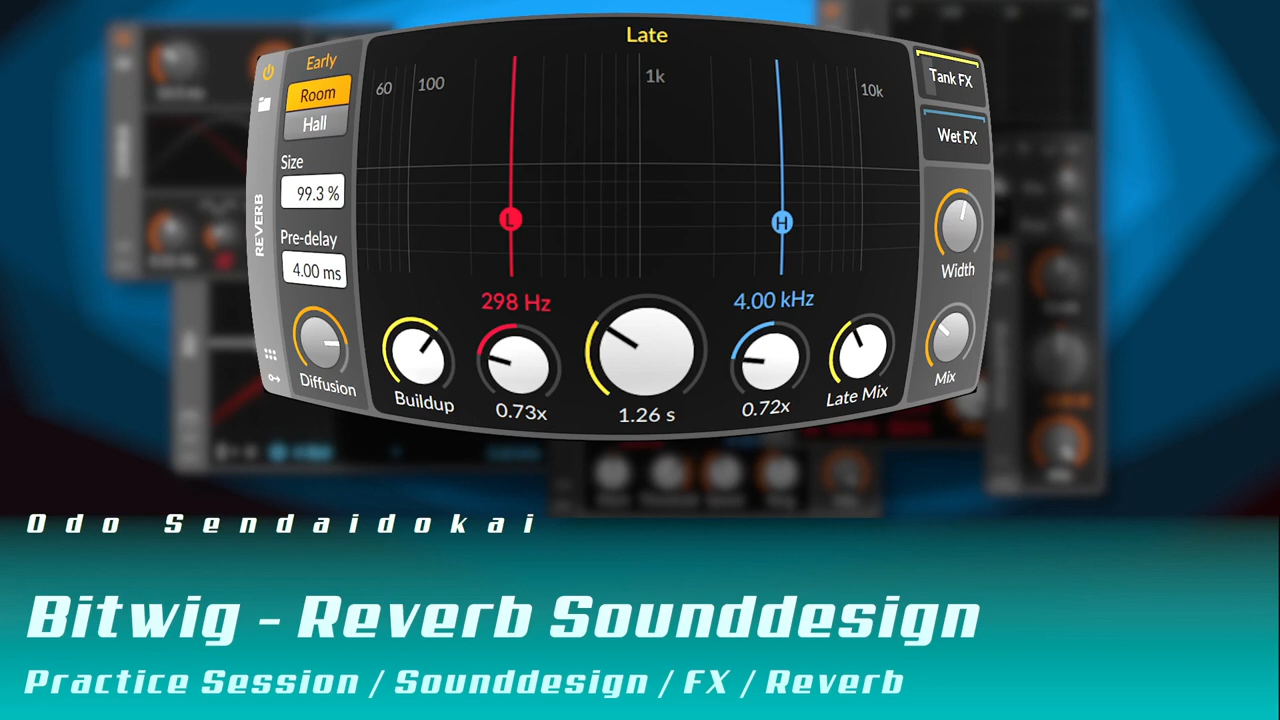 Late
Early
Room
Hall
Size
99.3 %
Pre-delay
4.00 ms
Diffusion
REVERB
60
100
1k
10k
L
H
298 Hz
4.00 kHz
Buildup
0.73x
1.26 s
0.72x
Late Mix
Tank FX
Wet FX
Width
Mix
Odo Sendaidokai
Bitwig - Reverb Sounddesign
Practice Session / Sounddesign / FX / Reverb